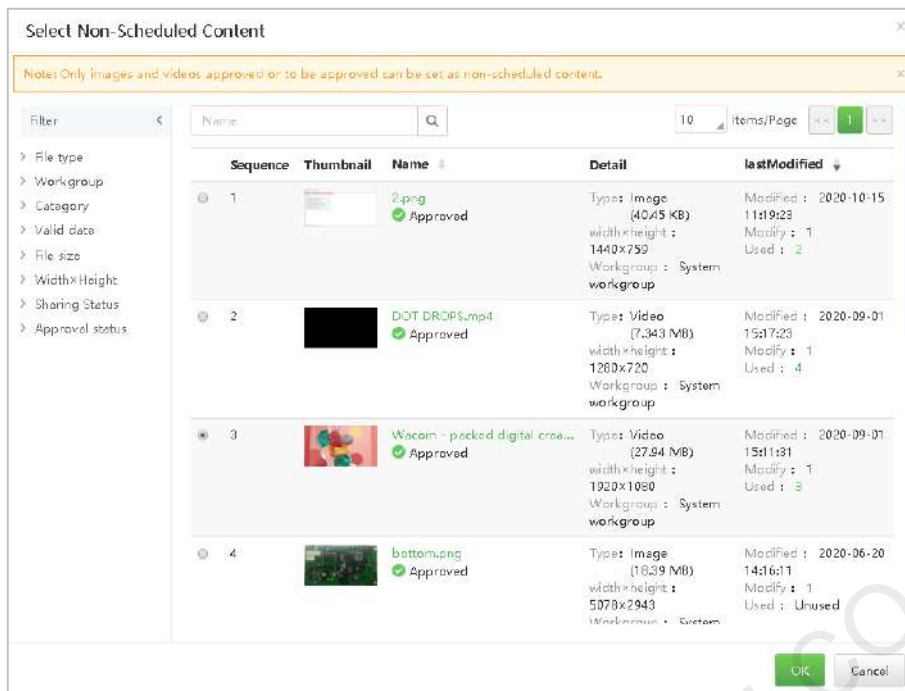 Select Non-Scheduled Content
Note: Only images and videos approved or to be approved can be set as non-scheduled content.
Filter
Name
10 Items/Page << 1 >>
File type
Workgroup
Category
Valid date
File size
Width×Height
Sharing Status
Approval status
Sequence Thumbnail Name Detail lastModified
1 2.png Type: Image Modified : 2020-10-15
Approved (40.45 KB) 11:19:23
width×height : Modify : 1
1440×759 Used : 2
Workgroup : System
workgroup
2 DOT DROPS.mp4 Type: Video Modified : 2020-09-01
Approved (7.343 MB) 15:17:23
width×height : Modify : 1
1280×720 Used : 4
Workgroup : System
workgroup
3 Wacom - packed digital crea... Type: Video Modified : 2020-09-01
Approved (27.94 MB) 15:11:31
width×height : Modify : 1
1920×1080 Used : 3
Workgroup : System
workgroup
4 bottom.png Type: Image Modified : 2020-06-20
Approved (18.39 MB) 14:16:11
width×height : Modify : 1
5078×2943 Used : Unused
Workgroup : System
OK Cancel